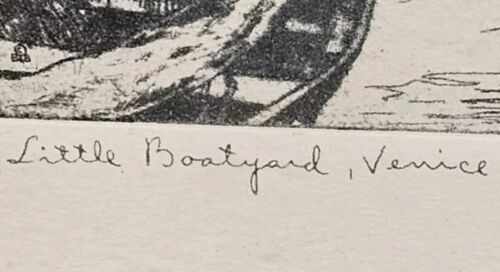 Little Boatyard, Venice